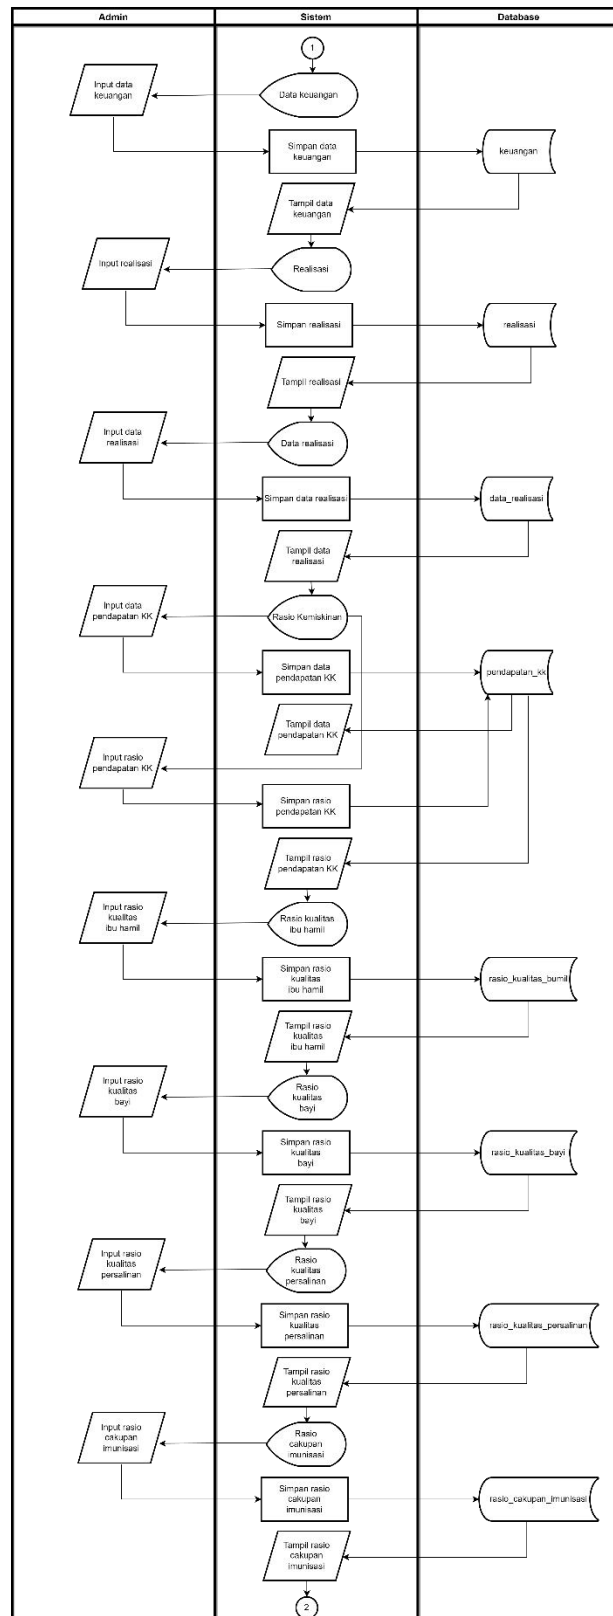 Admin
Sistem
Database
1
Input data
keuangan
Data keuangan
Simpan data
keuangan
keuangan
Tampil data
keuangan
Input realisasi
Realisasi
Simpan realisasi
realisasi
Tampil realisasi
Input data
realisasi
Data realisasi
Simpan data realisasi
data_realisasi
Tampil data
realisasi
Input data
pendapatan KK
Rasio Kemiskinan
Simpan data
pendapatan KK
pendapatan_kk
Tampil data
pendapatan KK
Input rasio
pendapatan KK
Simpan rasio
pendapatan KK
Tampil rasio
pendapatan KK
Input rasio
kualitas
ibu hamil
Rasio kualitas
ibu hamil
Simpan rasio
kualitas
ibu hamil
rasio_kualitas_bumil
Tampil rasio
kualitas
ibu hamil
Input rasio
kualitas
bayi
Rasio
kualitas
bayi
Simpan rasio
kualitas
bayi
rasio_kualitas_bayi
Tampil rasio
kualitas
bayi
Input rasio
kualitas
persalinan
Rasio
kualitas
persalinan
Simpan rasio
kualitas
persalinan
rasio_kualitas_persalinan
Tampil rasio
kualitas
persalinan
Input rasio
cakupan
imunisasi
Rasio
cakupan
imunisasi
Simpan rasio
cakupan
imunisasi
rasio_cakupan_imunisasi
Tampil rasio
cakupan
imunisasi
2